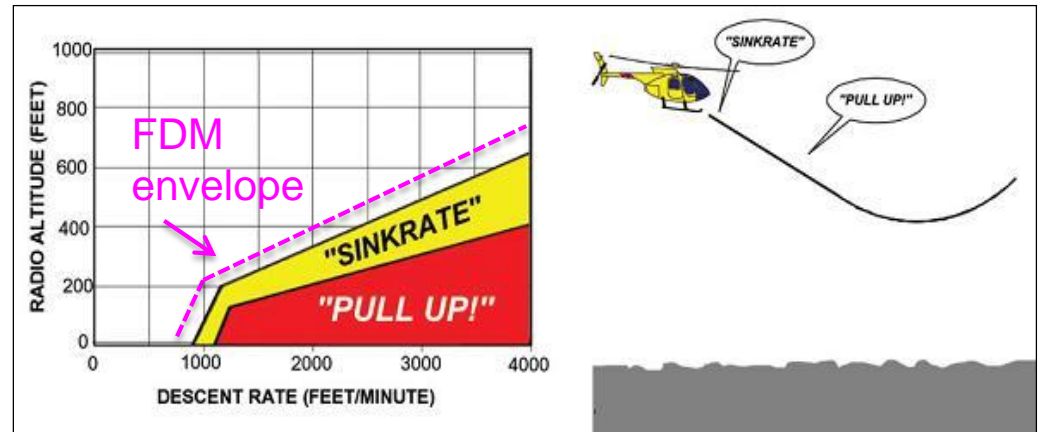 1000
800
600
400
200
0
RADIO ALTITUDE (FEET)
FDM
envelope
"SINKRATE"
"PULL UP!"
0
1000
2000
3000
4000
DESCENT RATE (FEET/MINUTE)
"SINKRATE"
"PULL UP!"